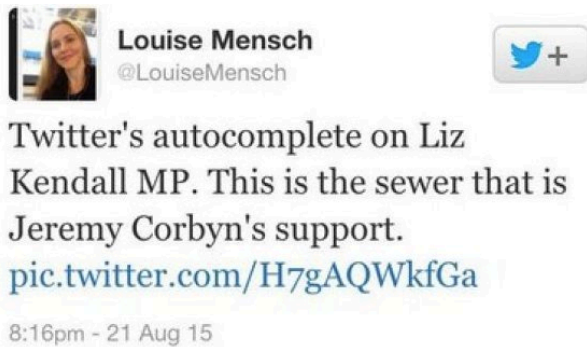 Louise Mensch
@LouiseMensch
Twitter's autocomplete on Liz
Kendall MP. This is the sewer that is
Jeremy Corbyn's support.
pic.twitter.com/H7gAQWkfGa
8:16pm - 21 Aug 15